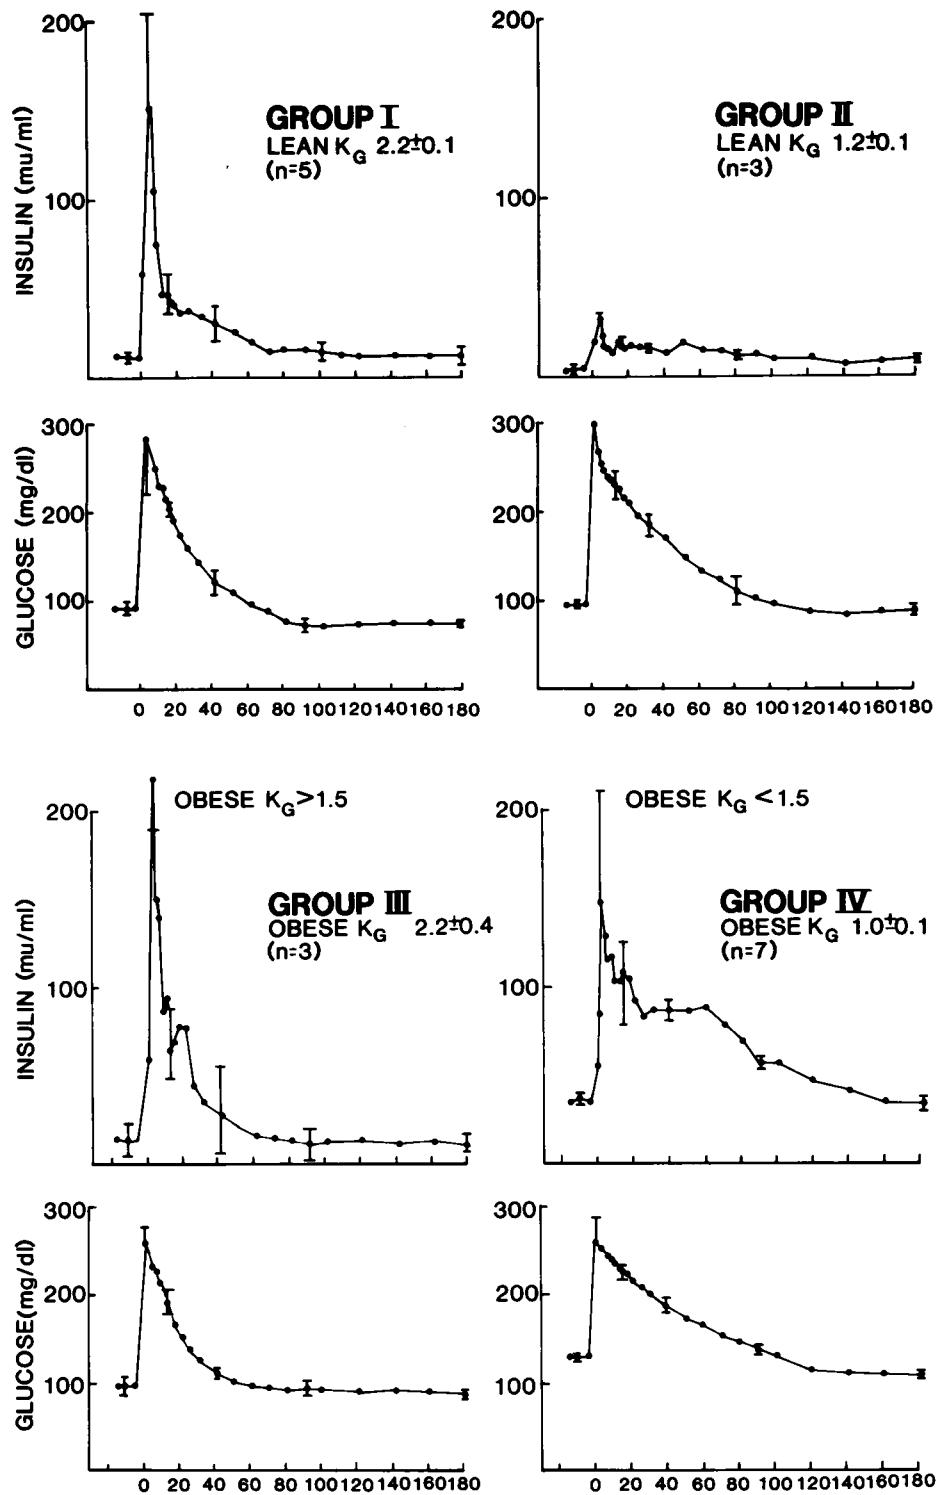 200
100
INSULIN (mu/ml)
GROUP I
LEAN KG 2.2±0.1
(n=5)
200
100
GROUP II
LEAN KG 1.2±0.1
(n=3)
300
200
100
GLUCOSE (mg/dl)
0 20 40 60 80 100 120 140 160 180
300
200
100
0 20 40 60 80 100 120 140 160 180
OBESE KG>1.5
200
100
INSULIN (mu/ml)
GROUP III
OBESE KG 2.2±0.4
(n=3)
OBESE KG <1.5
200
100
GROUP IV
OBESE KG 1.0±0.1
(n=7)
300
200
100
GLUCOSE(mg/dl)
0 20 40 60 80 100 120 140 160 180
300
200
100
0 20 40 60 80 100 120 140 160 180